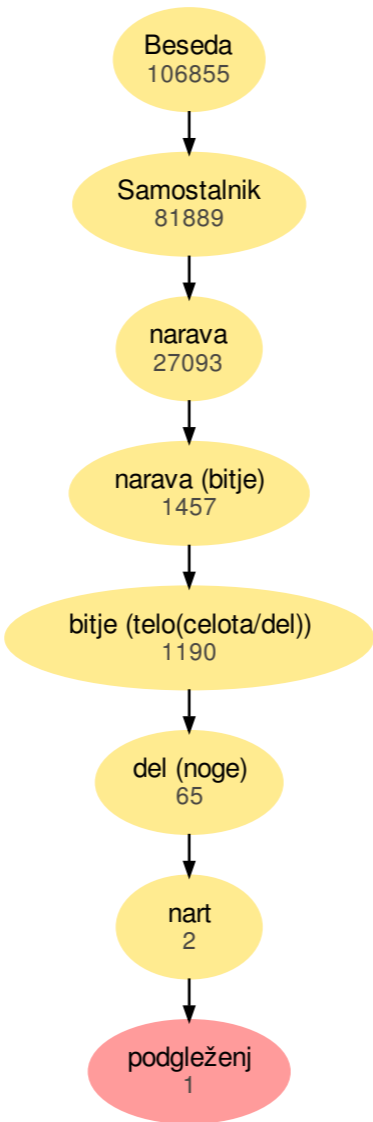 Beseda
106855
Samostalnik
81889
narava
27093
narava (bitje)
1457
bitje (telo(celota/del))
1190
del (noge)
65
nart
2
podgleženj
1